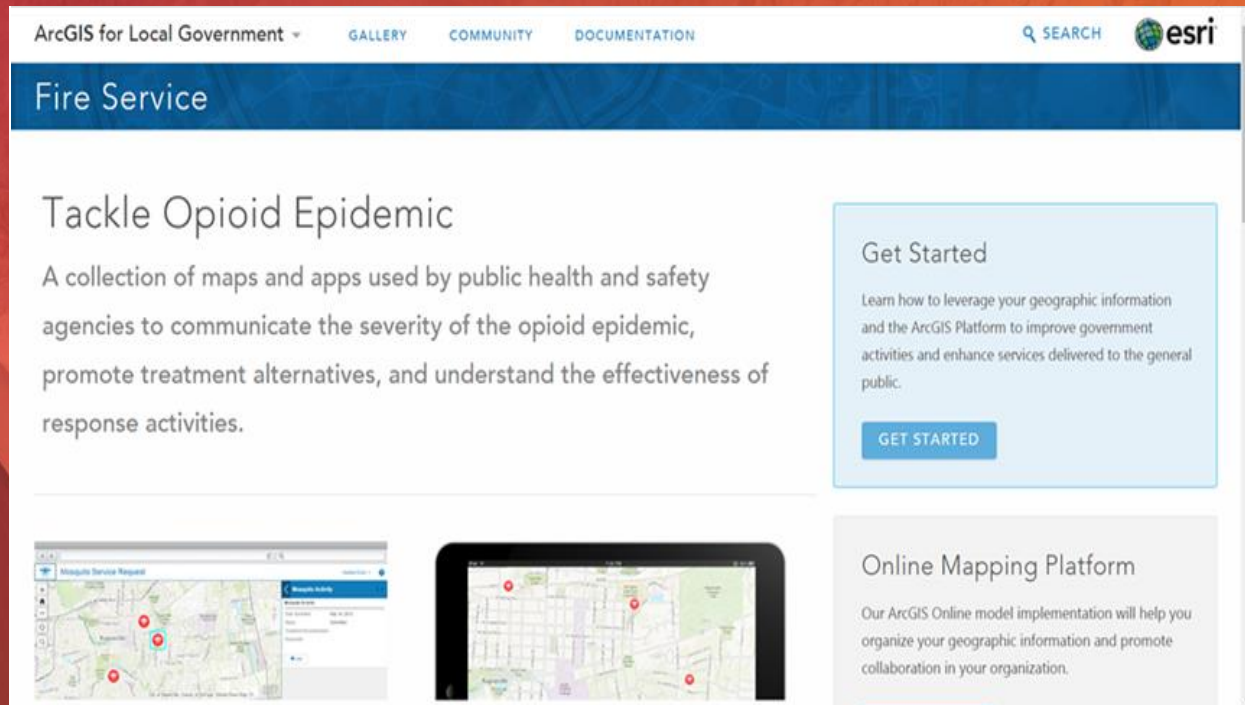 ArcGIS for Local Government
GALLERY
COMMUNITY
DOCUMENTATION
SEARCH
esri
Fire Service
Tackle Opioid Epidemic
A collection of maps and apps used by public health and safety
agencies to communicate the severity of the opioid epidemic,
promote treatment alternatives, and understand the effectiveness of
response activities.
Get Started
Learn how to leverage your geographic information
and the ArcGIS Platform to improve government
activities and enhance services delivered to the general
public.
GET STARTED
Mosquito Service Request
Mosquito Activity
Online Mapping Platform
Our ArcGIS Online model implementation will help you
organize your geographic information and promote
collaboration in your organization.